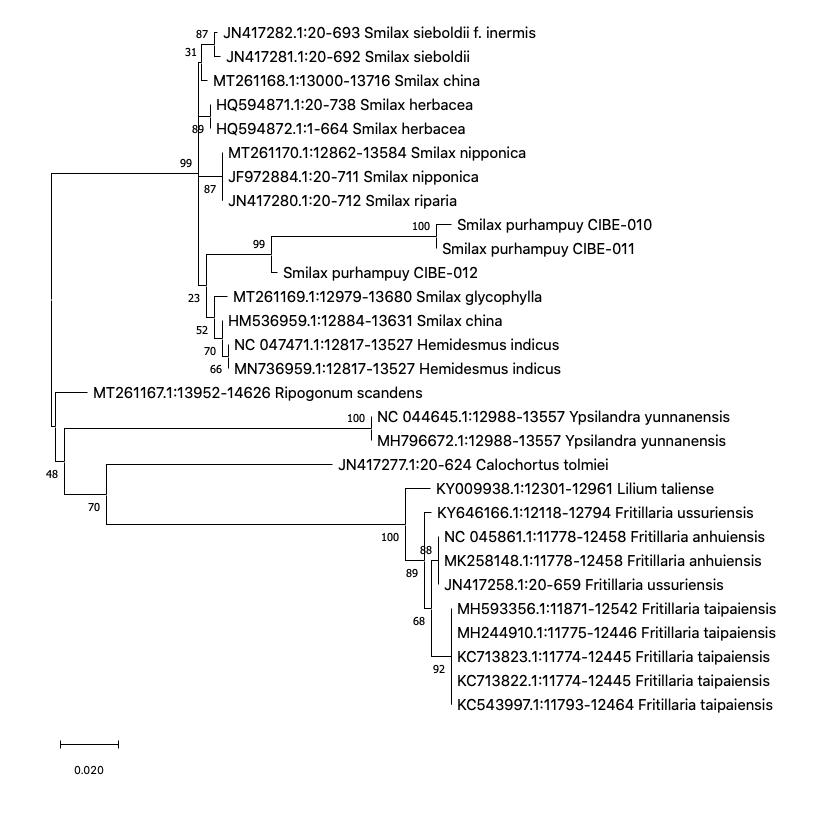 87
JN417282.1:20-693 Smilax sieboldii f. inermis
31
JN417281.1:20-692 Smilax sieboldii
MT261168.1:13000-13716 Smilax china
HQ594871.1:20-738 Smilax herbacea
89
HQ594872.1:1-664 Smilax herbacea
MT261170.1:12862-13584 Smilax nipponica
99
JF972884.1:20-711 Smilax nipponica
87
JN417280.1:20-712 Smilax riparia
100
Smilax purhampuy CIBE-010
99
Smilax purhampuy CIBE-011
Smilax purhampuy CIBE-012
23
MT261169.1:12979-13680 Smilax glycophylla
HM536959.1:12884-13631 Smilax china
52
NC 047471.1:12817-13527 Hemidesmus indicus
70
MN736959.1:12817-13527 Hemidesmus indicus
66
MT261167.1:13952-14626 Ripogonum scandens
100
NC 044645.1:12988-13557 Ypsilandra yunnanensis
MH796672.1:12988-13557 Ypsilandra yunnanensis
JN417277.1:20-624 Calochortus tolmiei
48
KY009938.1:12301-12961 Lilium taliense
70
KY646166.1:12118-12794 Fritillaria ussuriensis
100
NC 045861.1:11778-12458 Fritillaria anhuiensis
88
MK258148.1:11778-12458 Fritillaria anhuiensis
89
JN417258.1:20-659 Fritillaria ussuriensis
MH593356.1:11871-12542 Fritillaria taipaiensis
68
MH244910.1:11775-12446 Fritillaria taipaiensis
KC713823.1:11774-12445 Fritillaria taipaiensis
92
KC713822.1:11774-12445 Fritillaria taipaiensis
KC543997.1:11793-12464 Fritillaria taipaiensis
0.020